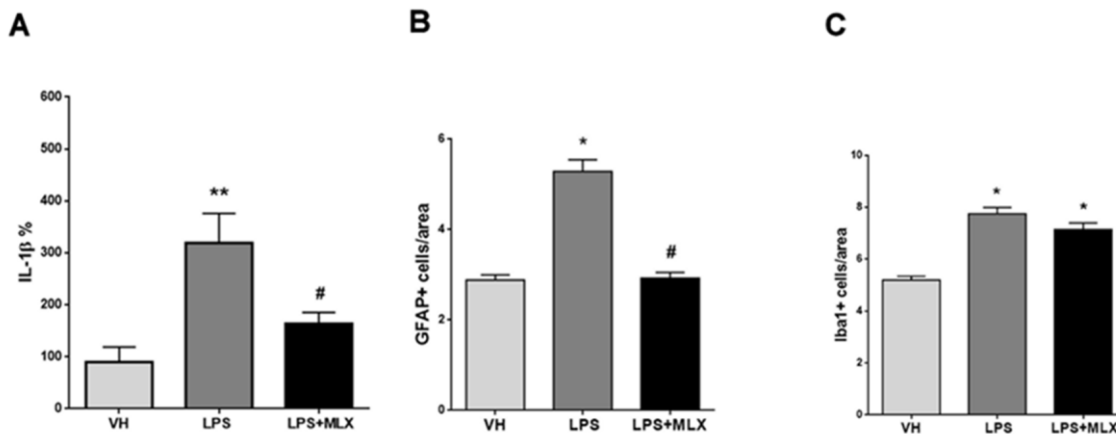 A
B
C
IL-1β %
600
500
400
300
200
100
0
**
#
VH
LPS
LPS+MLX
GFAP+ cells/area
6
4
2
0
*
#
VH
LPS
LPS+MLX
Iba1+ cells/area
10
8
6
4
2
0
*
*
VH
LPS
LPS+MLX